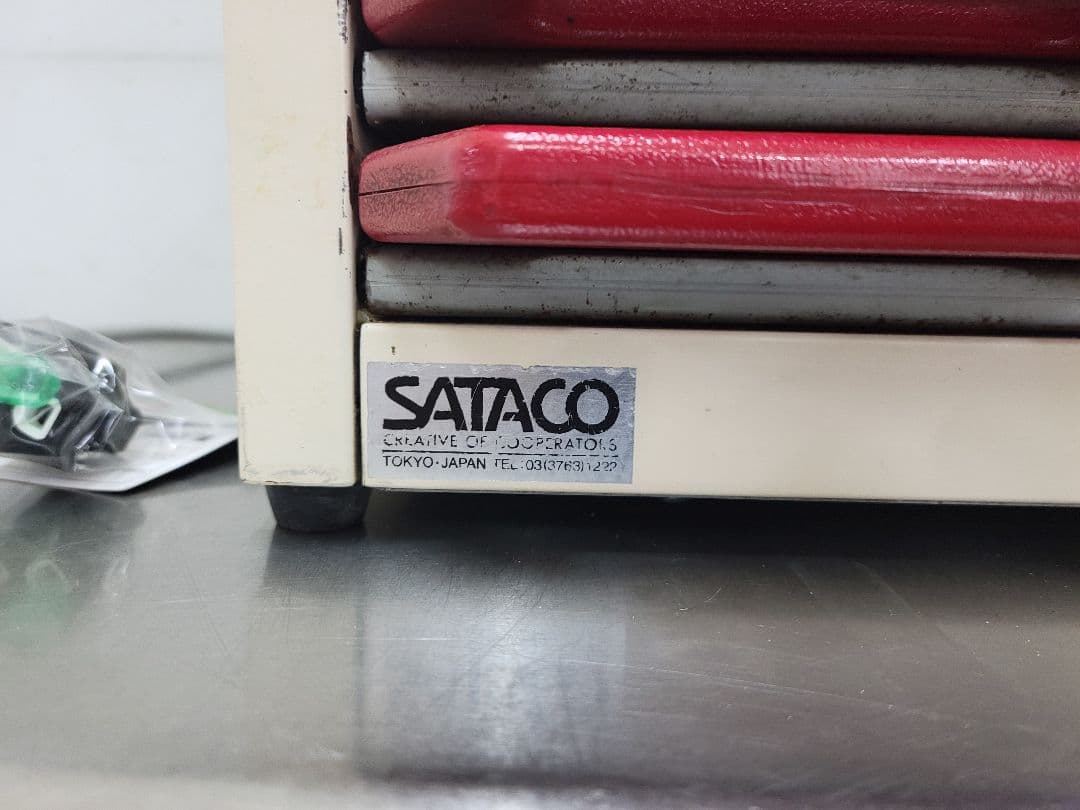 SATACO
CREATIVE OF COOPERATORS
TOKYO·JAPAN TEL:03(3763)1222